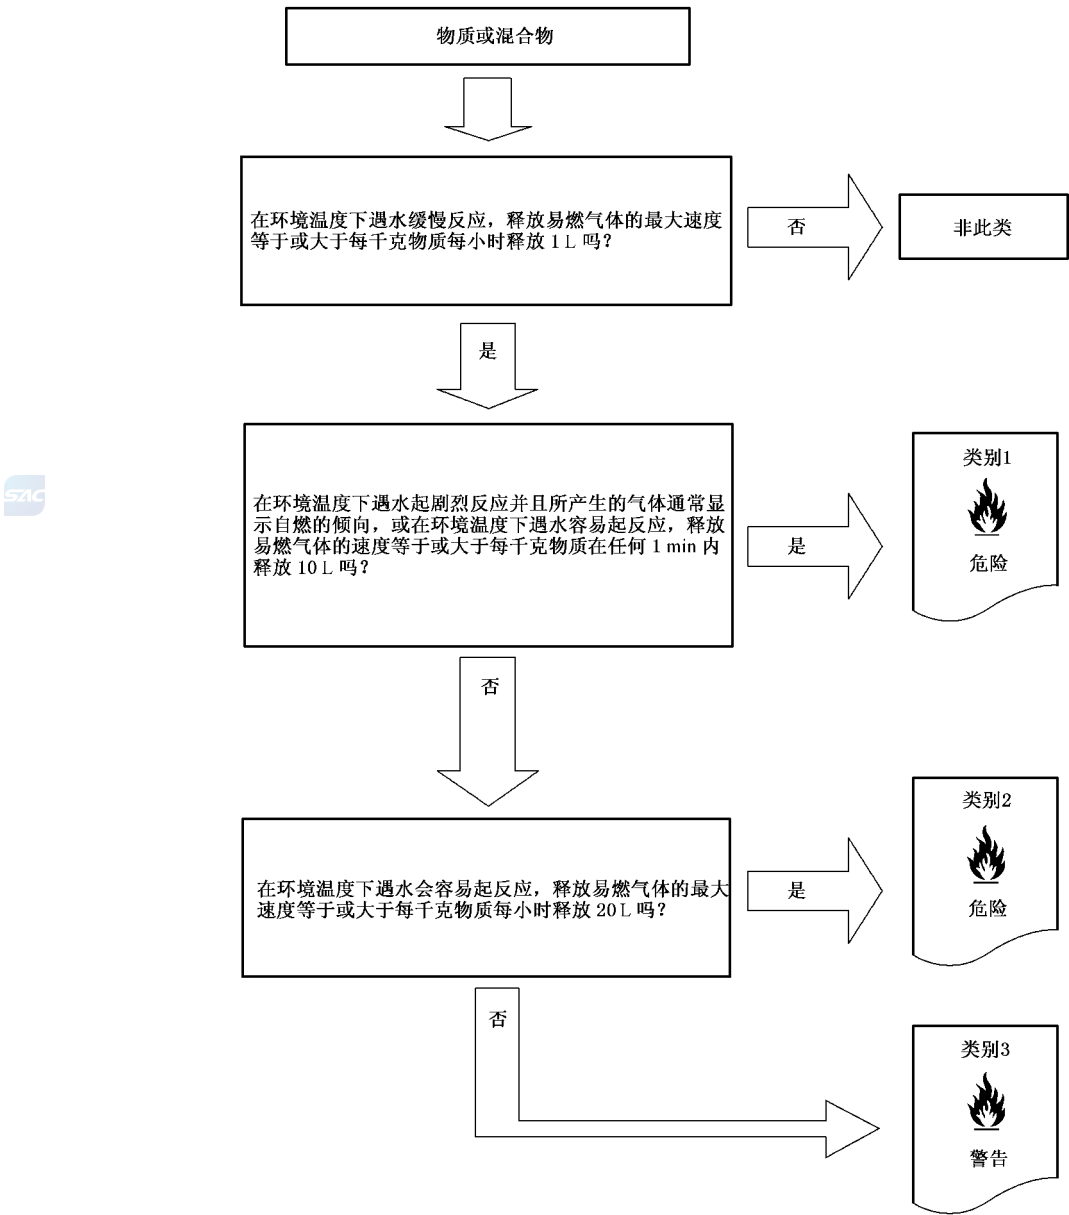 物质或混合物
在环境温度下遇水缓慢反应，释放易燃气体的最大速度
等于或大于每千克物质每小时释放 1 L 吗？
否
非此类
是
在环境温度下遇水起剧烈反应并且所产生的气体通常显
示自燃的倾向，或在环境温度下遇水容易起反应，释放
易燃气体的速度等于或大于每千克物质在任何 1 min 内
释放 10 L 吗？
是
类别1
危险
否
在环境温度下遇水会容易起反应，释放易燃气体的最大
速度等于或大于每千克物质每小时释放 20 L 吗？
是
类别2
危险
否
类别3
警告
SAC